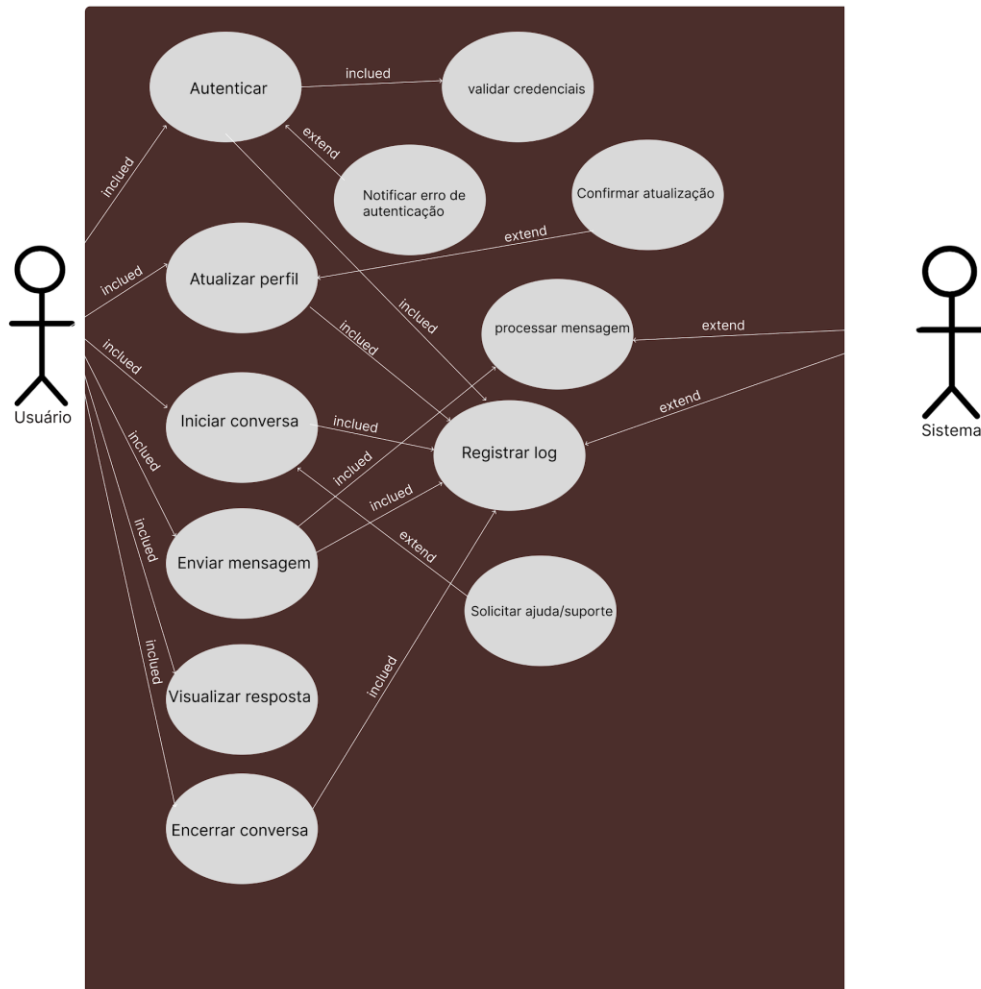 Autenticar
inclued
validar credenciais
extend
Notificar erro de
autenticação
Confirmar atualização
inclued
extend
inclued
Atualizar perfil
inclued
inclued
processar mensagem
extend
inclued
Usuário
Iniciar conversa
inclued
Registrar log
extend
Sistema
inclued
inclued
inclued
inclued
Enviar mensagem
extend
Solicitar ajuda/suporte
inclued
inclued
Visualizar resposta
Encerrar conversa